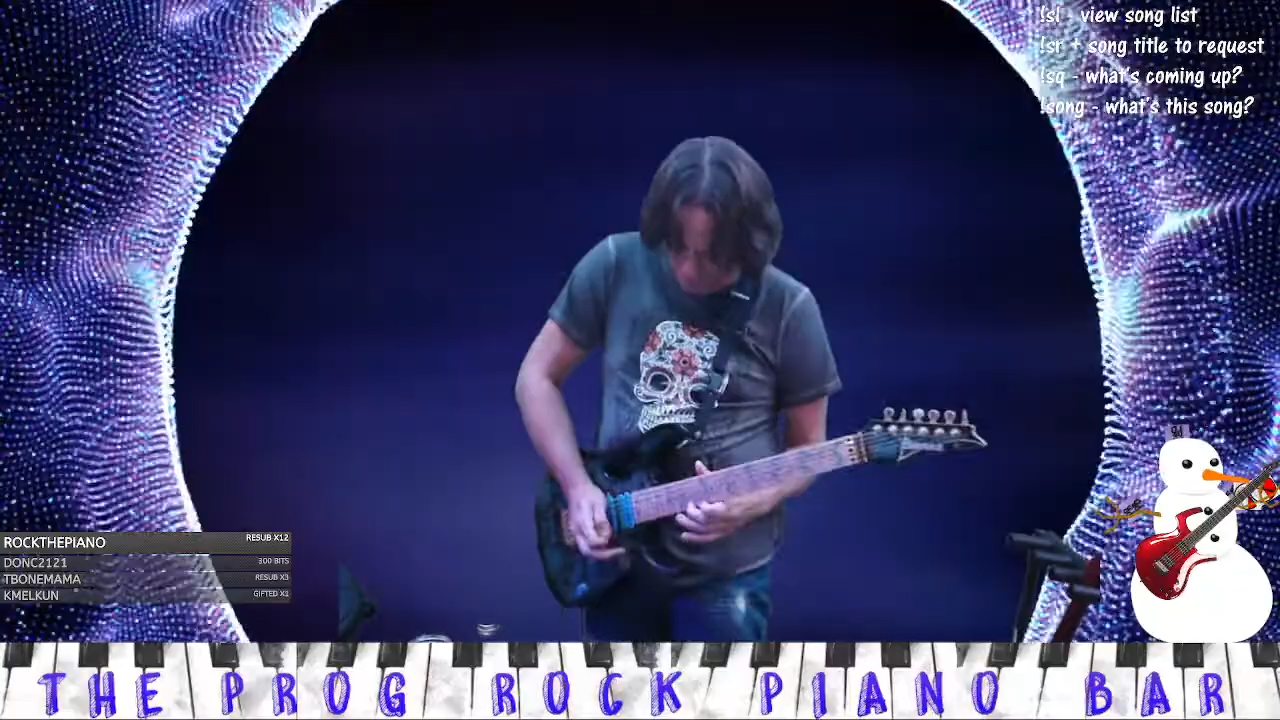 !sl - view song list
!sr + song title to request
!sq - what's coming up?
!song - what's this song?
ROCKTHEPIANO RESUB X12
DONC2121 300 BITS
TBONEMAMA RESUB X3
KMELKUN GIFTED X1
THE PROG ROCK PIANO BAR